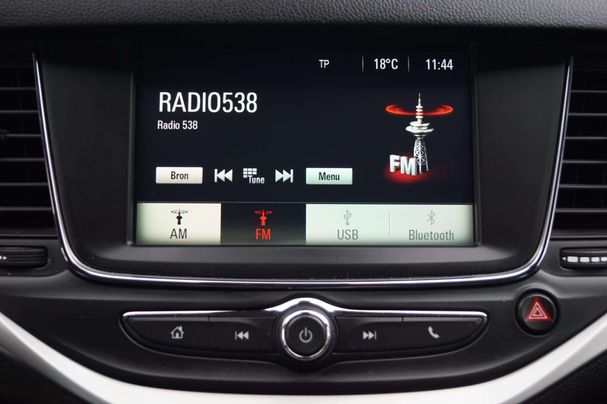 TP 18°C 11:44
RADIO538
Radio 538
FM
Bron Tune Menu
AM FM USB Bluetooth